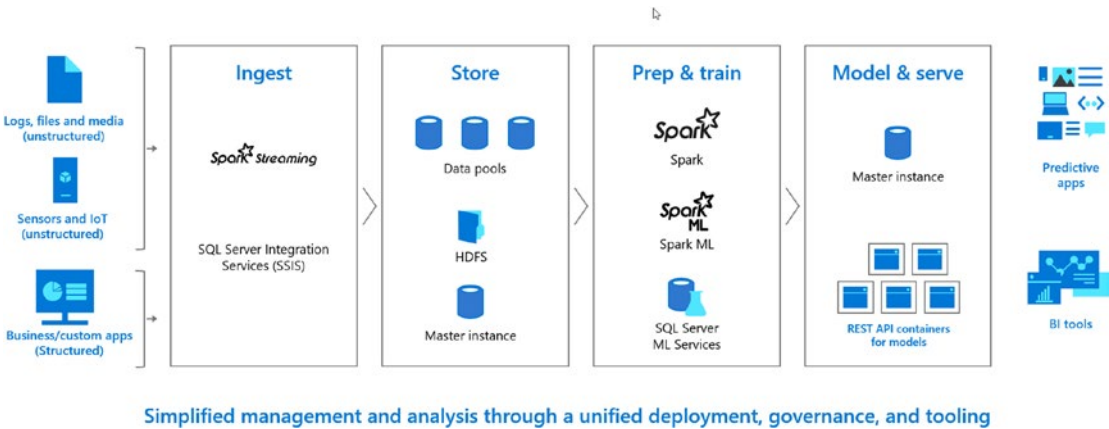 Logs, files and media
(unstructured)
Sensors and IoT
(unstructured)
Business/custom apps
(Structured)
Ingest
Spark Streaming
SQL Server Integration
Services (SSIS)
Store
Data pools
HDFS
Master instance
Prep & train
Spark
Spark
Spark
ML
Spark ML
SQL Server
ML Services
Model & serve
Master instance
REST API containers
for models
Predictive
apps
BI tools
Simplified management and analysis through a unified deployment, governance, and tooling